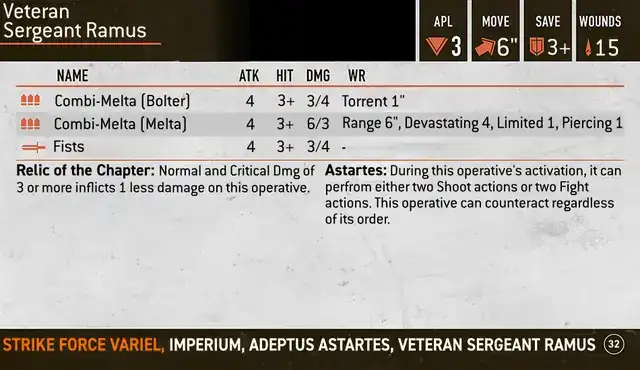 Veteran
Sergeant Ramus
APL MOVE SAVE WOUNDS
3 6" 3+ 15
NAME ATK HIT DMG WR
Combi-Melta (Bolter) 4 3+ 3/4 Torrent 1"
Combi-Melta (Melta) 4 3+ 6/3 Range 6", Devastating 4, Limited 1, Piercing 1
Fists 4 3+ 3/4 -
Relic of the Chapter: Normal and Critical Dmg of
3 or more inflicts 1 less damage on this operative.
Astartes: During this operative's activation, it can
perfrom either two Shoot actions or two Fight
actions. This operative can counteract regardless
of its order.
STRIKE FORCE VARIEL, IMPERIUM, ADEPTUS ASTARTES, VETERAN SERGEANT RAMUS 32